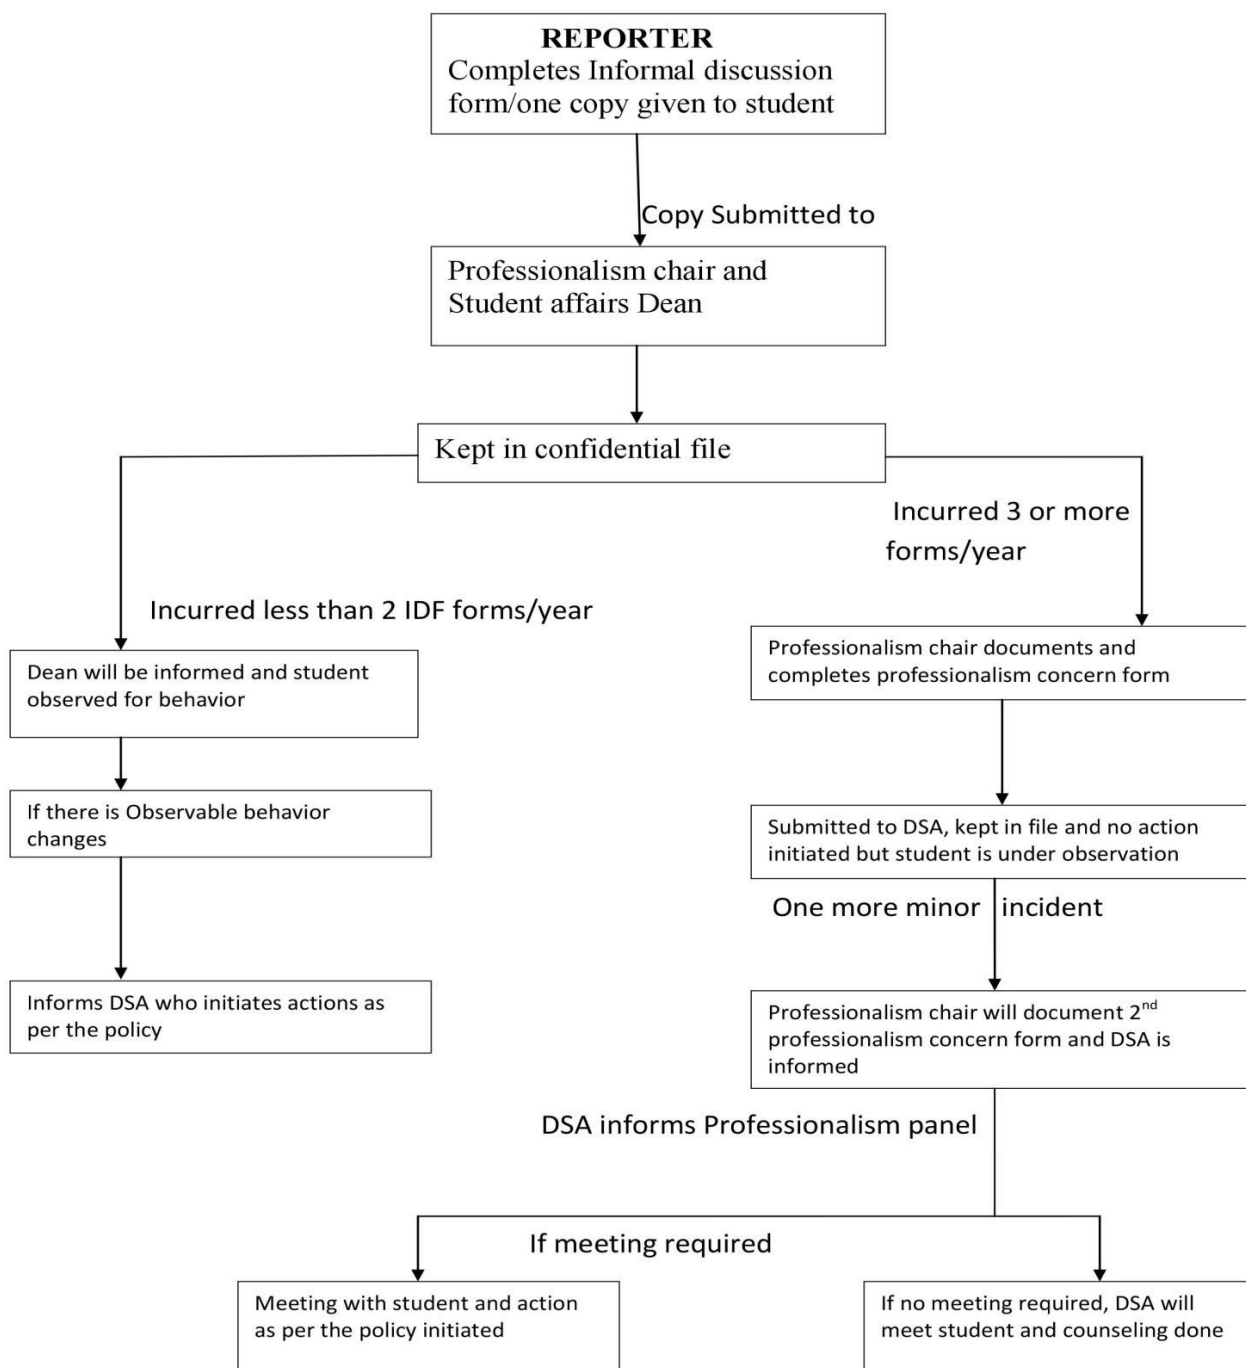 REPORTER
Completes Informal discussion
form/one copy given to student
Copy Submitted to
Professionalism chair and
Student affairs Dean
Kept in confidential file
Incurred 3 or more
forms/year
Incurred less than 2 IDF forms/year
Dean will be informed and student
observed for behavior
If there is Observable behavior
changes
Informs DSA who initiates actions as
per the policy
Professionalism chair documents and
completes professionalism concern form
Submitted to DSA, kept in file and no action
initiated but student is under observation
One more minor incident
Professionalism chair will document 2nd
professionalism concern form and DSA is
informed
DSA informs Professionalism panel
If meeting required
Meeting with student and action
as per the policy initiated
If no meeting required, DSA will
meet student and counseling done